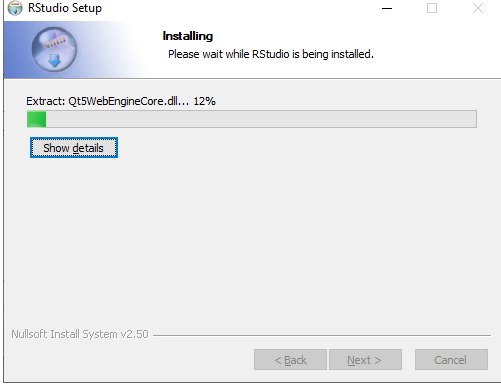 RStudio Setup
Installing
Please wait while RStudio is being installed.
Extract: Qt5WebEngineCore.dll... 12%
Show details
Nullsoft Install System v2.50
< Back
Next >
Cancel